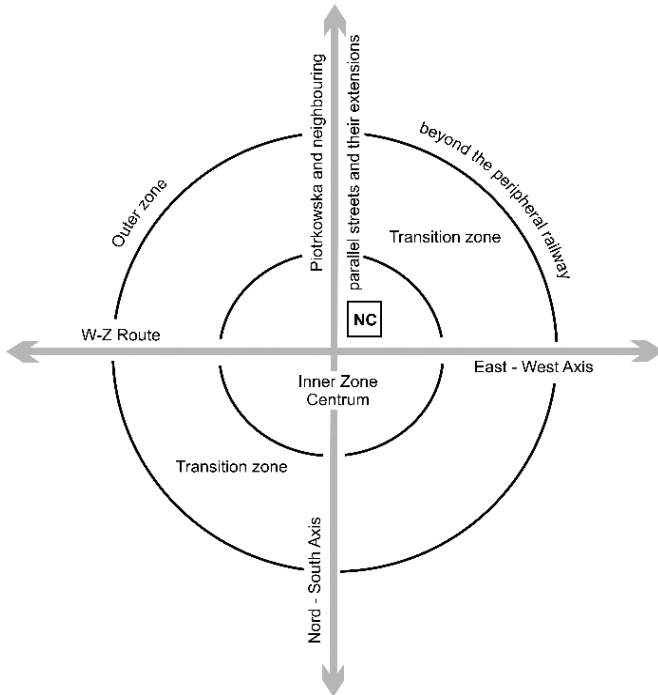 Piotrkowska and neighbouring
parallel streets and their extensions
beyond the peripheral railway
Outer zone
Transition zone
NC
W-Z Route
East - West Axis
Inner Zone
Centrum
Transition zone
Nord - South Axis